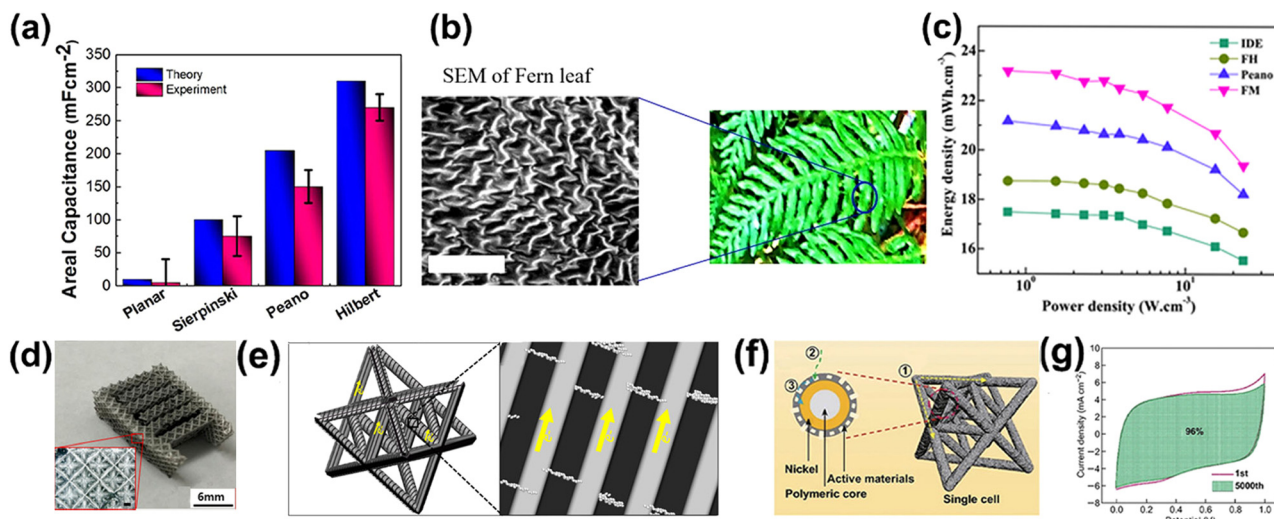 (a)
Areal Capacitance (mFcm⁻²)
350
300
250
200
150
100
50
0
Theory
Experiment
Planar
Sierpinski
Peano
Hilbert
(b)
SEM of Fern leaf
(c)
Energy density (mWh.cm⁻³)
24
22
20
18
16
IDE
FH
Peano
FM
10⁰
10¹
Power density (W.cm⁻³)
(d)
6mm
(e)
(f)
①
②
③
Nickel
Active materials
Polymeric core
Single cell
(g)
Current density (mA cm⁻²)
8
6
4
2
0
−2
−4
−6
−8
96%
1st
5000th
0.0
0.2
0.4
0.6
0.8
1.0